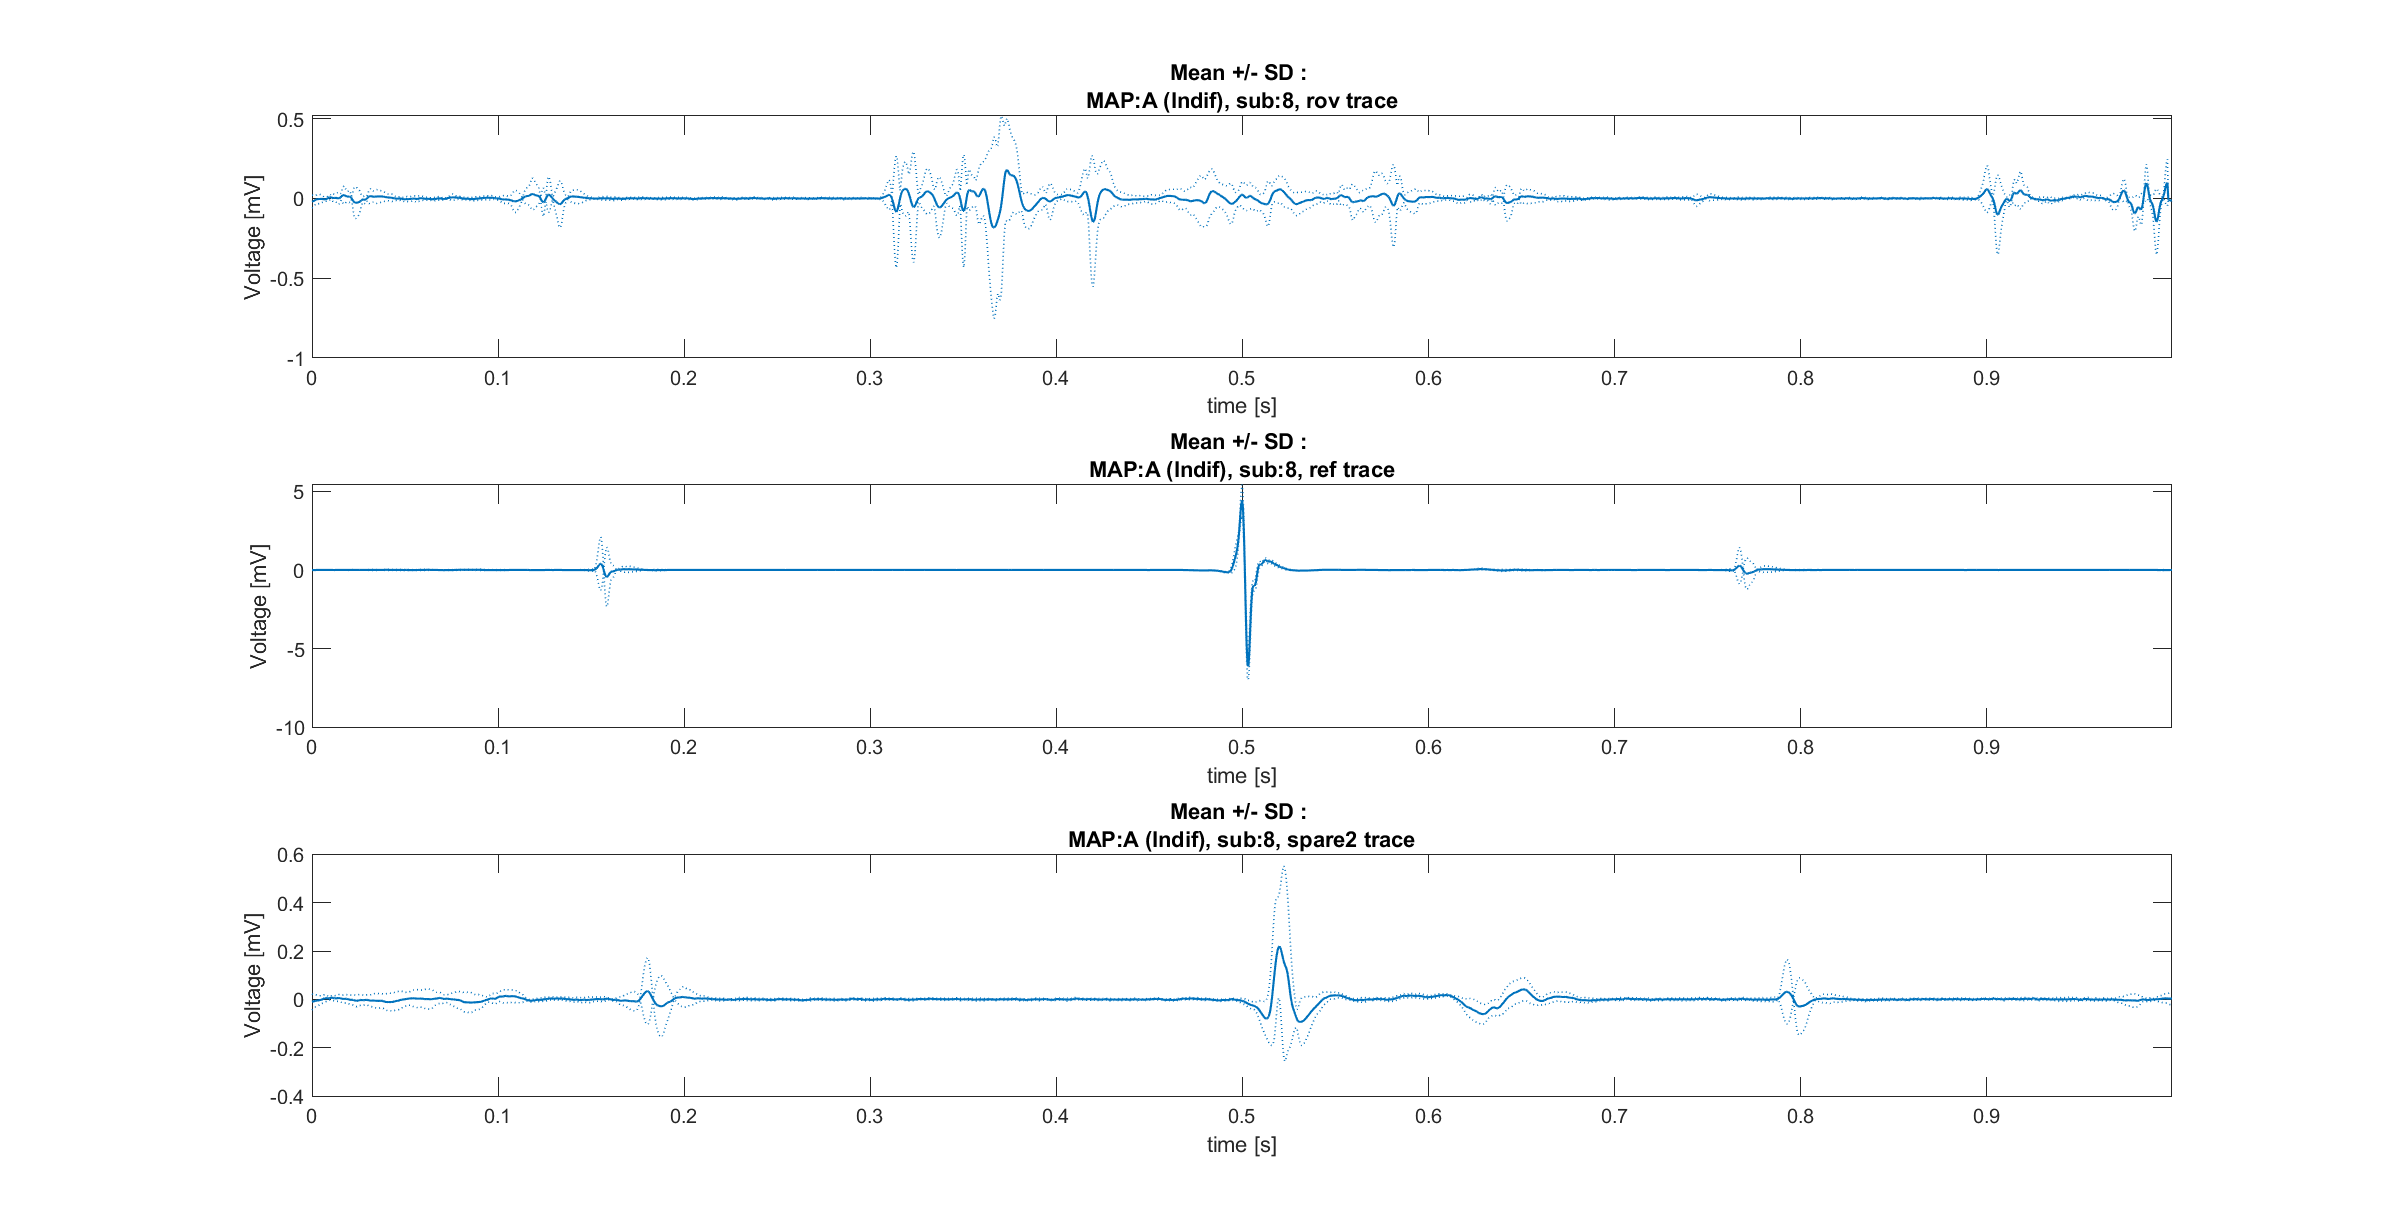 Mean +/- SD :
MAP:A (Indif), sub:8, rov trace
0.5
0
-0.5
-1
Voltage [mV]
0 0.1 0.2 0.3 0.4 0.5 0.6 0.7 0.8 0.9
time [s]
Mean +/- SD :
MAP:A (Indif), sub:8, ref trace
5
0
-5
-10
Voltage [mV]
0 0.1 0.2 0.3 0.4 0.5 0.6 0.7 0.8 0.9
time [s]
Mean +/- SD :
MAP:A (Indif), sub:8, spare2 trace
0.6
0.4
0.2
0
-0.2
-0.4
Voltage [mV]
0 0.1 0.2 0.3 0.4 0.5 0.6 0.7 0.8 0.9
time [s]